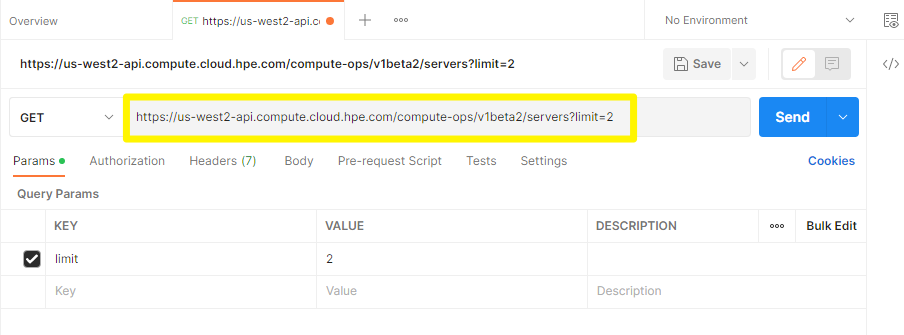 Overview
GET https://us-west2-api.co
No Environment
https://us-west2-api.compute.cloud.hpe.com/compute-ops/v1beta2/servers?limit=2
Save
GET
https://us-west2-api.compute.cloud.hpe.com/compute-ops/v1beta2/servers?limit=2
Send
Params Authorization Headers (7) Body Pre-request Script Tests Settings Cookies
Query Params
KEY VALUE DESCRIPTION Bulk Edit
limit 2
Key Value Description